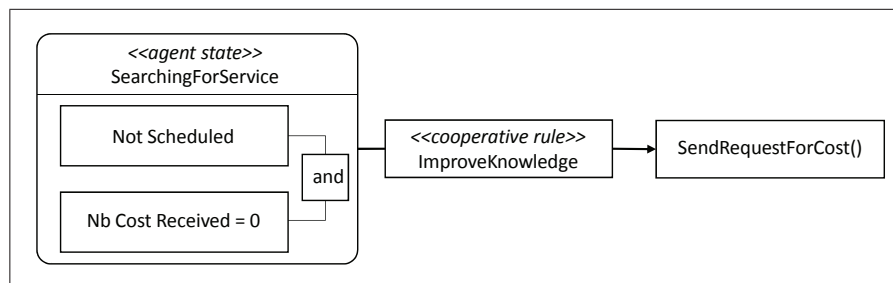 <<agent state>>
SearchingForService
Not Scheduled
and
Nb Cost Received = 0
<<cooperative rule>>
ImproveKnowledge
SendRequestForCost()